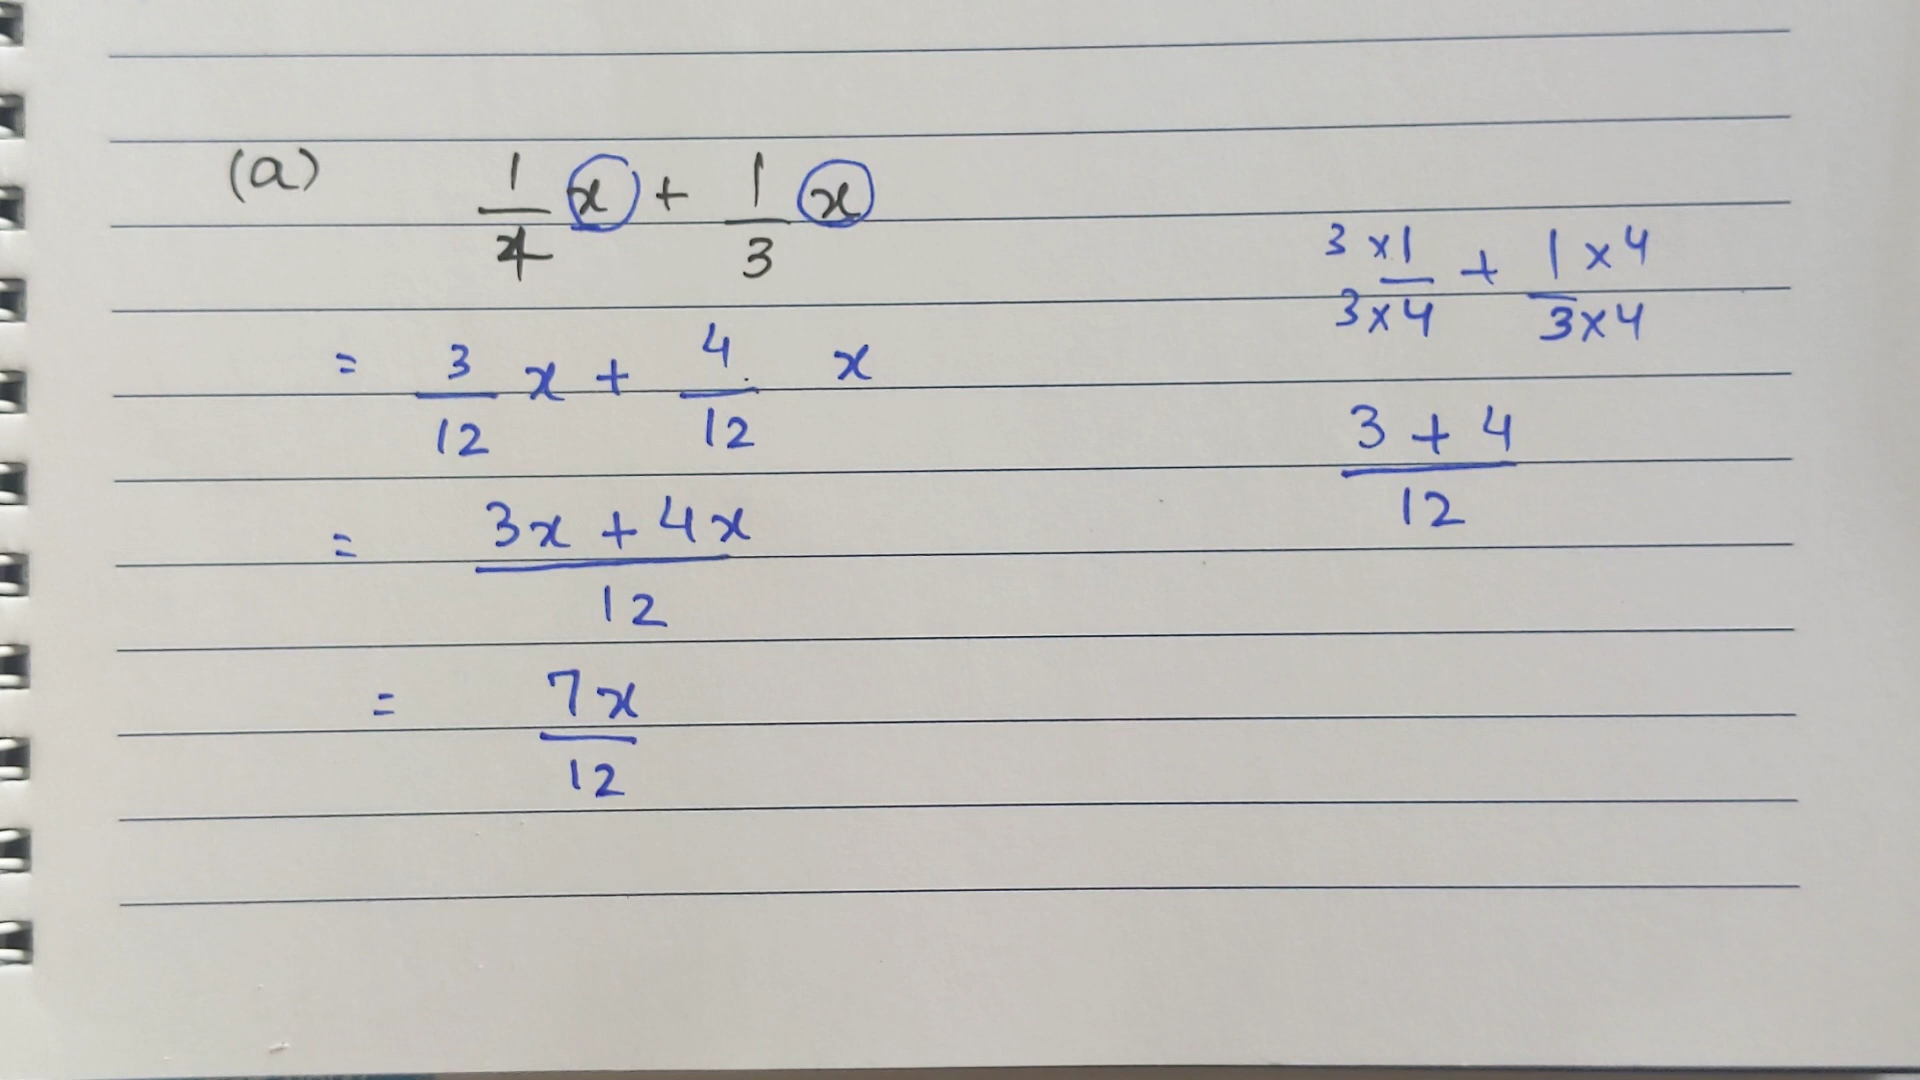 (a) 1/4 x + 1/3 x
= 3/12 x + 4/12 x
= 3x + 4x / 12
= 7x / 12
3 x 1 / 3 x 4 + 1 x 4 / 3 x 4
3 + 4 / 12